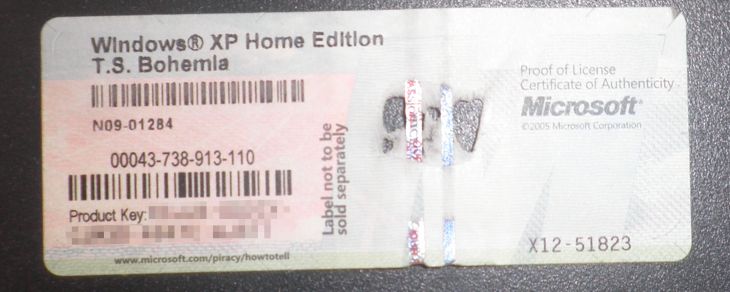 Windows® XP Home Edition
T.S. Bohemia
N09-01284
00043-738-913-110
Product Key:
www.microsoft.com/piracy/howtotell
Label not to be
sold separately
Proof of License
Certificate of Authenticity
Microsoft®
©2005 Microsoft Corporation
X12-51823